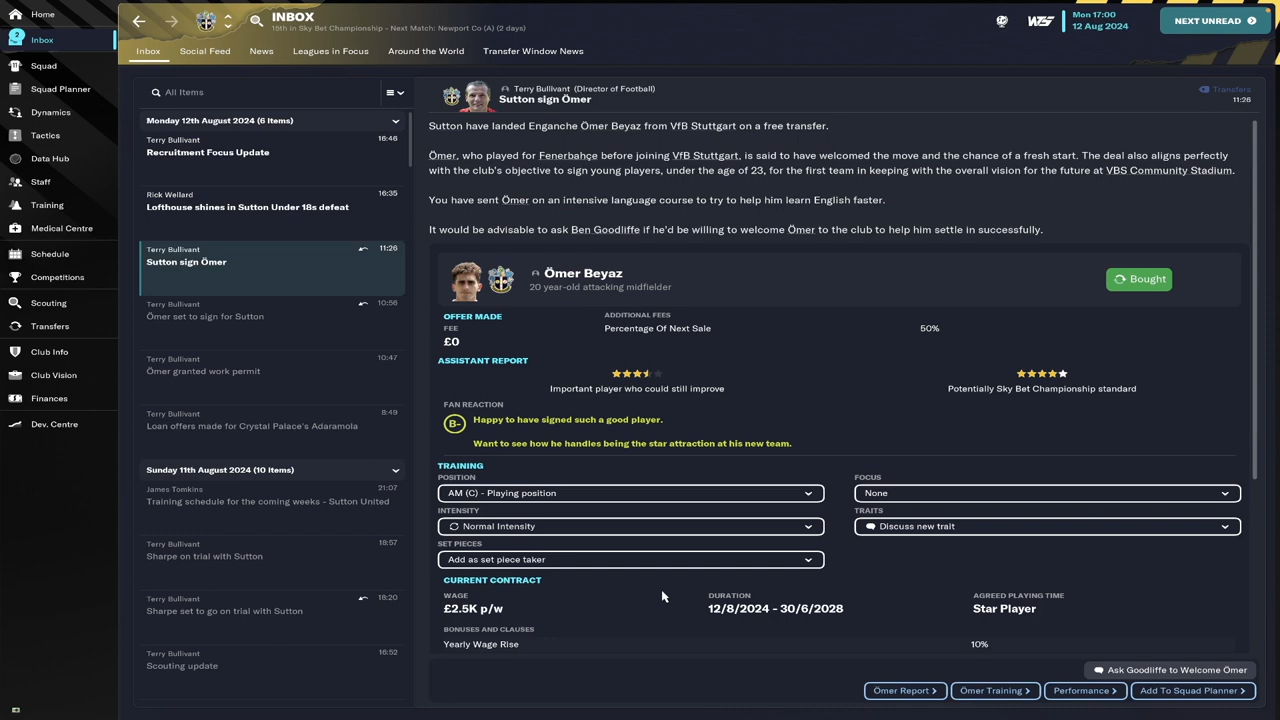 Home
2
Inbox
Squad
Squad Planner
Dynamics
Tactics
Data Hub
Staff
Training
Medical Centre
Schedule
Competitions
Scouting
Transfers
Club Info
Club Vision
Finances
Dev. Centre
INBOX
15th in Sky Bet Championship - Next Match: Newport Co (A) (2 days)
Mon 17:00
12 Aug 2024
NEXT UNREAD
Inbox
Social Feed
News
Leagues in Focus
Around the World
Transfer Window News
All Items
Monday 12th August 2024 (6 Items)
Terry Bullivant 16:46
Recruitment Focus Update
Rick Wellard 16:35
Lofthouse shines in Sutton Under 18s defeat
Terry Bullivant 11:26
Sutton sign Ömer
Terry Bullivant 10:56
Ömer set to sign for Sutton
Terry Bullivant 10:47
Ömer granted work permit
Terry Bullivant 8:49
Loan offers made for Crystal Palace's Adaramola
Sunday 11th August 2024 (10 Items)
James Tomkins 21:07
Training schedule for the coming weeks - Sutton United
Terry Bullivant 18:57
Sharpe on trial with Sutton
Terry Bullivant 18:20
Sharpe set to go on trial with Sutton
Terry Bullivant 16:52
Scouting update
Terry Bullivant (Director of Football)
Sutton sign Ömer
Transfers
11:26
Sutton have landed Enganche Ömer Beyaz from VfB Stuttgart on a free transfer.
Ömer, who played for Fenerbahçe before joining VfB Stuttgart, is said to have welcomed the move and the chance of a fresh start. The deal also aligns perfectly
with the club's objective to sign young players, under the age of 23, for the first team in keeping with the overall vision for the future at VBS Community Stadium.
You have sent Ömer on an intensive language course to try to help him learn English faster.
It would be advisable to ask Ben Goodliffe if he'd be willing to welcome Ömer to the club to help him settle in successfully.
Ömer Beyaz
20 year-old attacking midfielder
Bought
OFFER MADE
FEE
£0
ADDITIONAL FEES
Percentage Of Next Sale 50%
ASSISTANT REPORT
Important player who could still improve
Potentially Sky Bet Championship standard
FAN REACTION
B-
Happy to have signed such a good player.
Want to see how he handles being the star attraction at his new team.
TRAINING
POSITION
AM (C) - Playing position
FOCUS
None
INTENSITY
Normal Intensity
TRAITS
Discuss new trait
SET PIECES
Add as set piece taker
CURRENT CONTRACT
WAGE
£2.5K p/w
DURATION
12/8/2024 - 30/6/2028
AGREED PLAYING TIME
Star Player
BONUSES AND CLAUSES
Yearly Wage Rise 10%
Ask Goodliffe to Welcome Ömer
Ömer Report
Ömer Training
Performance
Add To Squad Planner